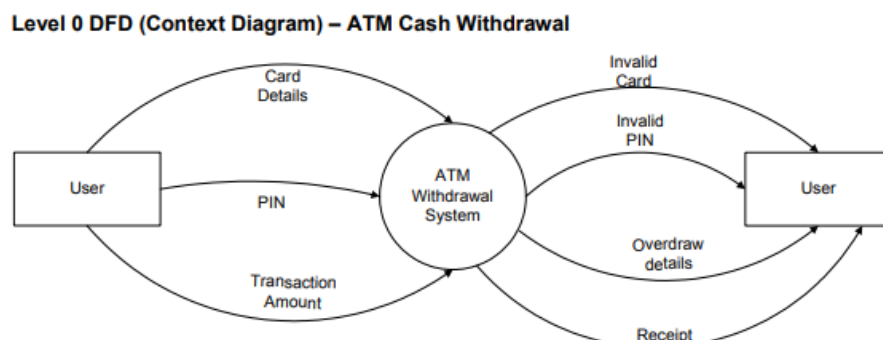 Level 0 DFD (Context Diagram) – ATM Cash Withdrawal
Card
Details
Invalid
Card
Invalid
PIN
User
ATM
Withdrawal
System
User
PIN
Overdraw
details
Transaction
Amount
Receipt